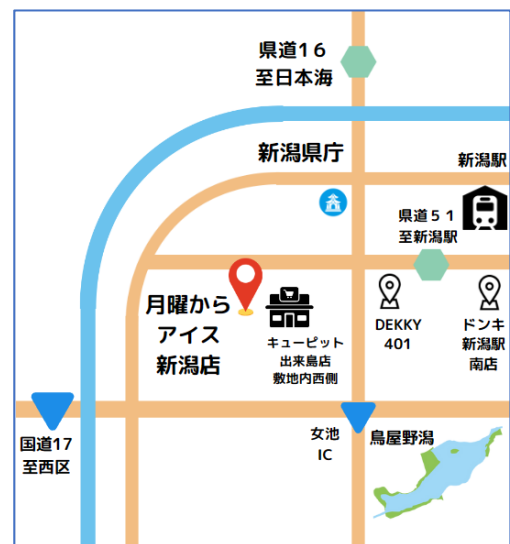 県道16
至日本海
新潟県庁
新潟駅
県道51
至新潟駅
月曜から
アイス
新潟店
キューピット
出来島店
敷地内西側
DEKKY
401
ドンキ
新潟駅
南店
国道17
至西区
女池
IC
鳥屋野潟